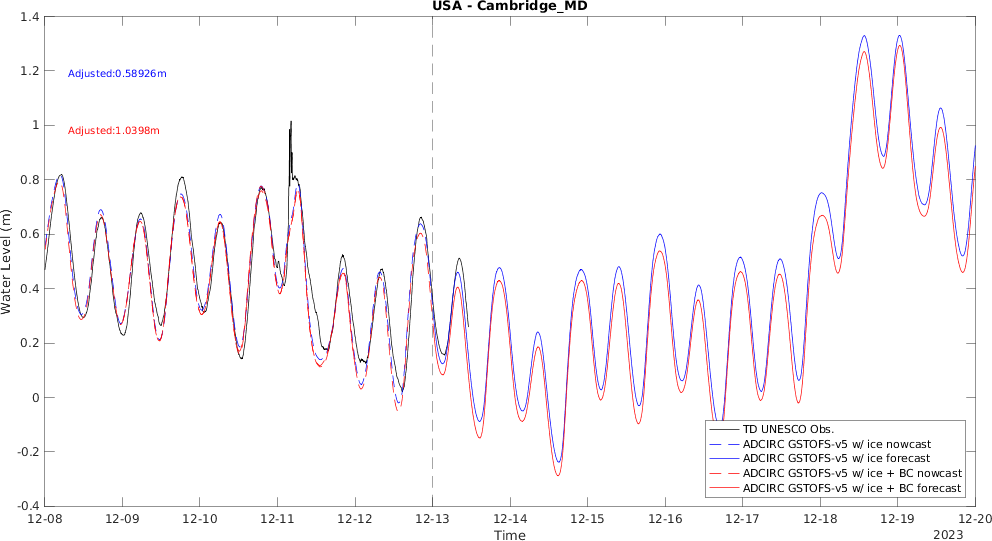 USA - Cambridge_MD
1.4
1.2
1
0.8
0.6
0.4
0.2
0
-0.2
-0.4
Water Level (m)
Adjusted:0.58926m
Adjusted:1.0398m
TD UNESCO Obs.
ADCIRC GSTOFS-v5 w/ ice nowcast
ADCIRC GSTOFS-v5 w/ ice forecast
ADCIRC GSTOFS-v5 w/ ice + BC nowcast
ADCIRC GSTOFS-v5 w/ ice + BC forecast
12-08 12-09 12-10 12-11 12-12 12-13 12-14 12-15 12-16 12-17 12-18 12-19 12-20
Time
2023